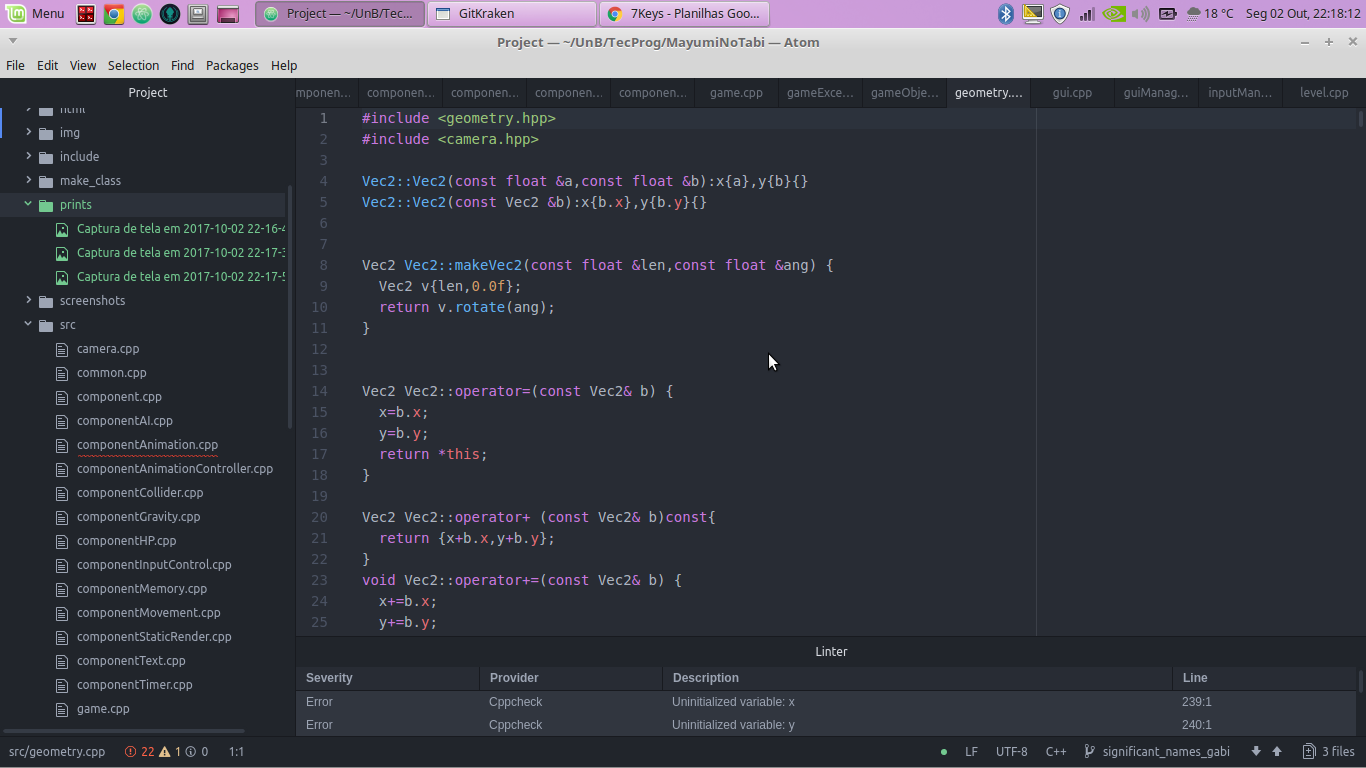 Menu
Project — ~/UnB/Tec...
GitKraken
7Keys - Planilhas Goo...
18 °C
Seg 02 Out, 22:18:12
Project — ~/UnB/TecProg/MayumiNoTabi — Atom
File Edit View Selection Find Packages Help
Project
html
img
include
make_class
prints
Captura de tela em 2017-10-02 22-16-4
Captura de tela em 2017-10-02 22-17-3
Captura de tela em 2017-10-02 22-17-5
screenshots
src
camera.cpp
common.cpp
component.cpp
componentAI.cpp
componentAnimation.cpp
componentAnimationController.cpp
componentCollider.cpp
componentGravity.cpp
componentHP.cpp
componentInputControl.cpp
componentMemory.cpp
componentMovement.cpp
componentStaticRender.cpp
componentText.cpp
componentTimer.cpp
game.cpp
mponen... componen... componen... componen... componen... game.cpp gameExce... gameObje... geometry.... gui.cpp guiManag... inputMan... level.cpp
1 #include <geometry.hpp>
2 #include <camera.hpp>
3
4 Vec2::Vec2(const float &a,const float &b):x{a},y{b}{}
5 Vec2::Vec2(const Vec2 &b):x{b.x},y{b.y}{}
6
7
8 Vec2 Vec2::makeVec2(const float &len,const float &ang) {
9 Vec2 v{len,0.0f};
10 return v.rotate(ang);
11 }
12
13
14 Vec2 Vec2::operator=(const Vec2& b) {
15 x=b.x;
16 y=b.y;
17 return *this;
18 }
19
20 Vec2 Vec2::operator+ (const Vec2& b)const{
21 return {x+b.x,y+b.y};
22 }
23 void Vec2::operator+=(const Vec2& b) {
24 x+=b.x;
25 y+=b.y;
Linter
Severity Provider Description Line
Error Cppcheck Uninitialized variable: x 239:1
Error Cppcheck Uninitialized variable: y 240:1
src/geometry.cpp 22 1 0 1:1 LF UTF-8 C++ significant_names_gabi 3 files